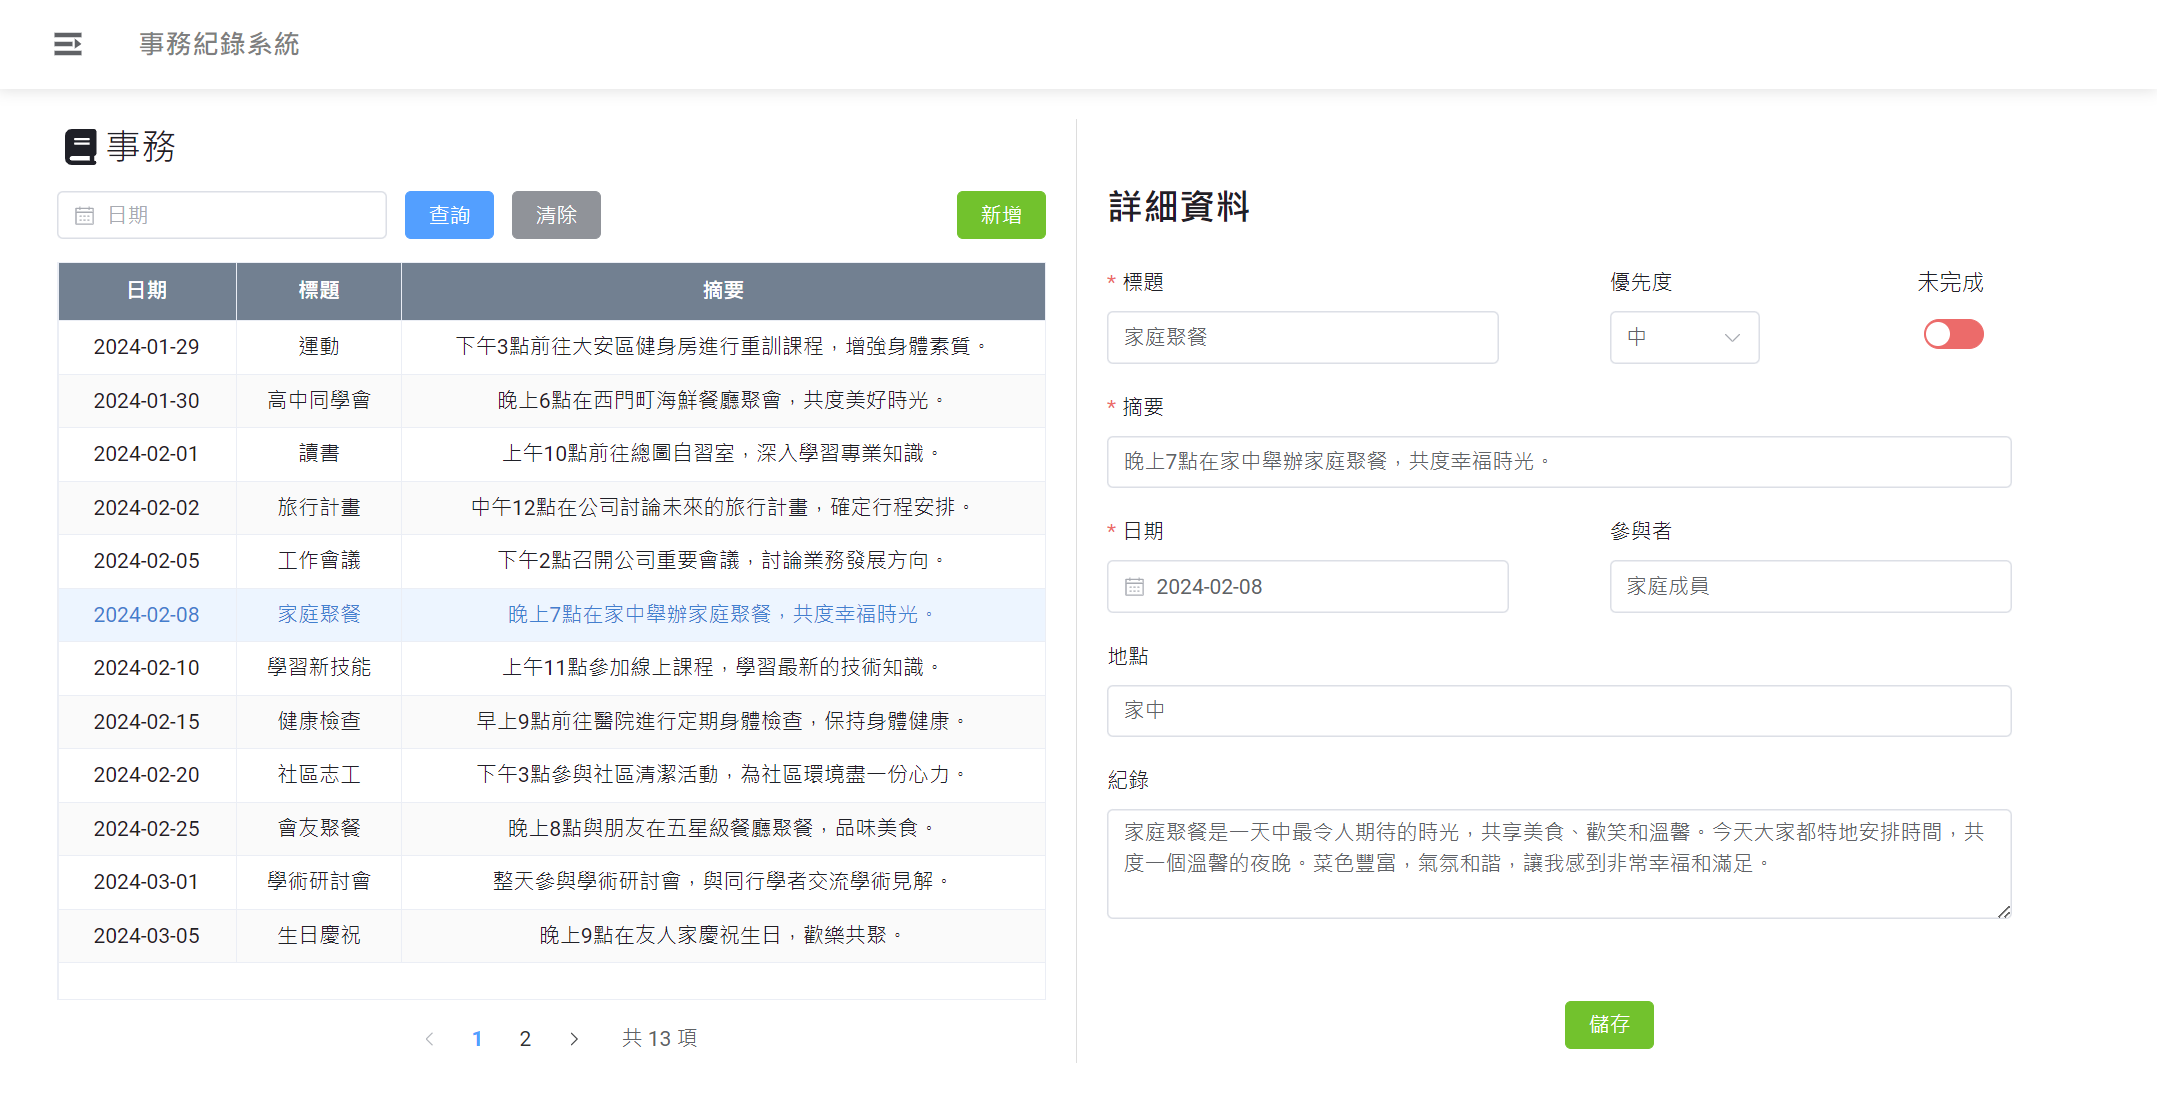 事務紀錄系統
事務
日期 查詢 清除 新增
日期 標題 摘要
2024-01-29 運動 下午3點前往大安區健身房進行重訓課程，增強身體素質。
2024-01-30 高中同學會 晚上6點在西門町海鮮餐廳聚會，共度美好時光。
2024-02-01 讀書 上午10點前往總圖自習室，深入學習專業知識。
2024-02-02 旅行計畫 中午12點在公司討論未來的旅行計畫，確定行程安排。
2024-02-05 工作會議 下午2點召開公司重要會議，討論業務發展方向。
2024-02-08 家庭聚餐 晚上7點在家中舉辦家庭聚餐，共度幸福時光。
2024-02-10 學習新技能 上午11點參加線上課程，學習最新的技術知識。
2024-02-15 健康檢查 早上9點前往醫院進行定期身體檢查，保持身體健康。
2024-02-20 社區志工 下午3點參與社區清潔活動，為社區環境盡一份心力。
2024-02-25 會友聚餐 晚上8點與朋友在五星級餐廳聚餐，品味美食。
2024-03-01 學術研討會 整天參與學術研討會，與同行學者交流學術見解。
2024-03-05 生日慶祝 晚上9點在友人家慶祝生日，歡樂共聚。
1 2 共 13 項
詳細資料
* 標題 優先度 未完成
家庭聚餐 中
* 摘要
晚上7點在家中舉辦家庭聚餐，共度幸福時光。
* 日期 參與者
2024-02-08 家庭成員
地點
家中
紀錄
家庭聚餐是一天中最令人期待的時光，共享美食、歡笑和溫馨。今天大家都特地安排時間，共
度一個溫馨的夜晚。菜色豐富，氣氛和諧，讓我感到非常幸福和滿足。
儲存